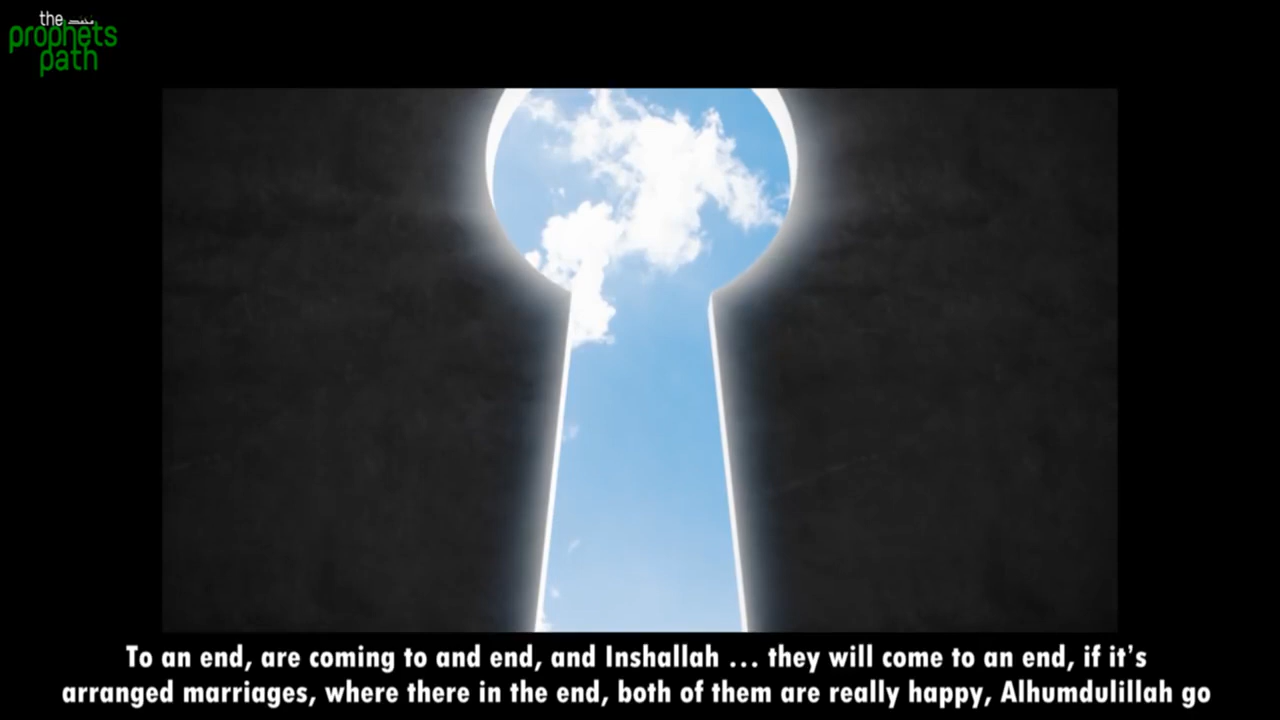 the محمد
prophets
path
To an end, are coming to and end, and Inshallah ... they will come to an end, if it's
arranged marriages, where there in the end, both of them are really happy, Alhumdulillah go